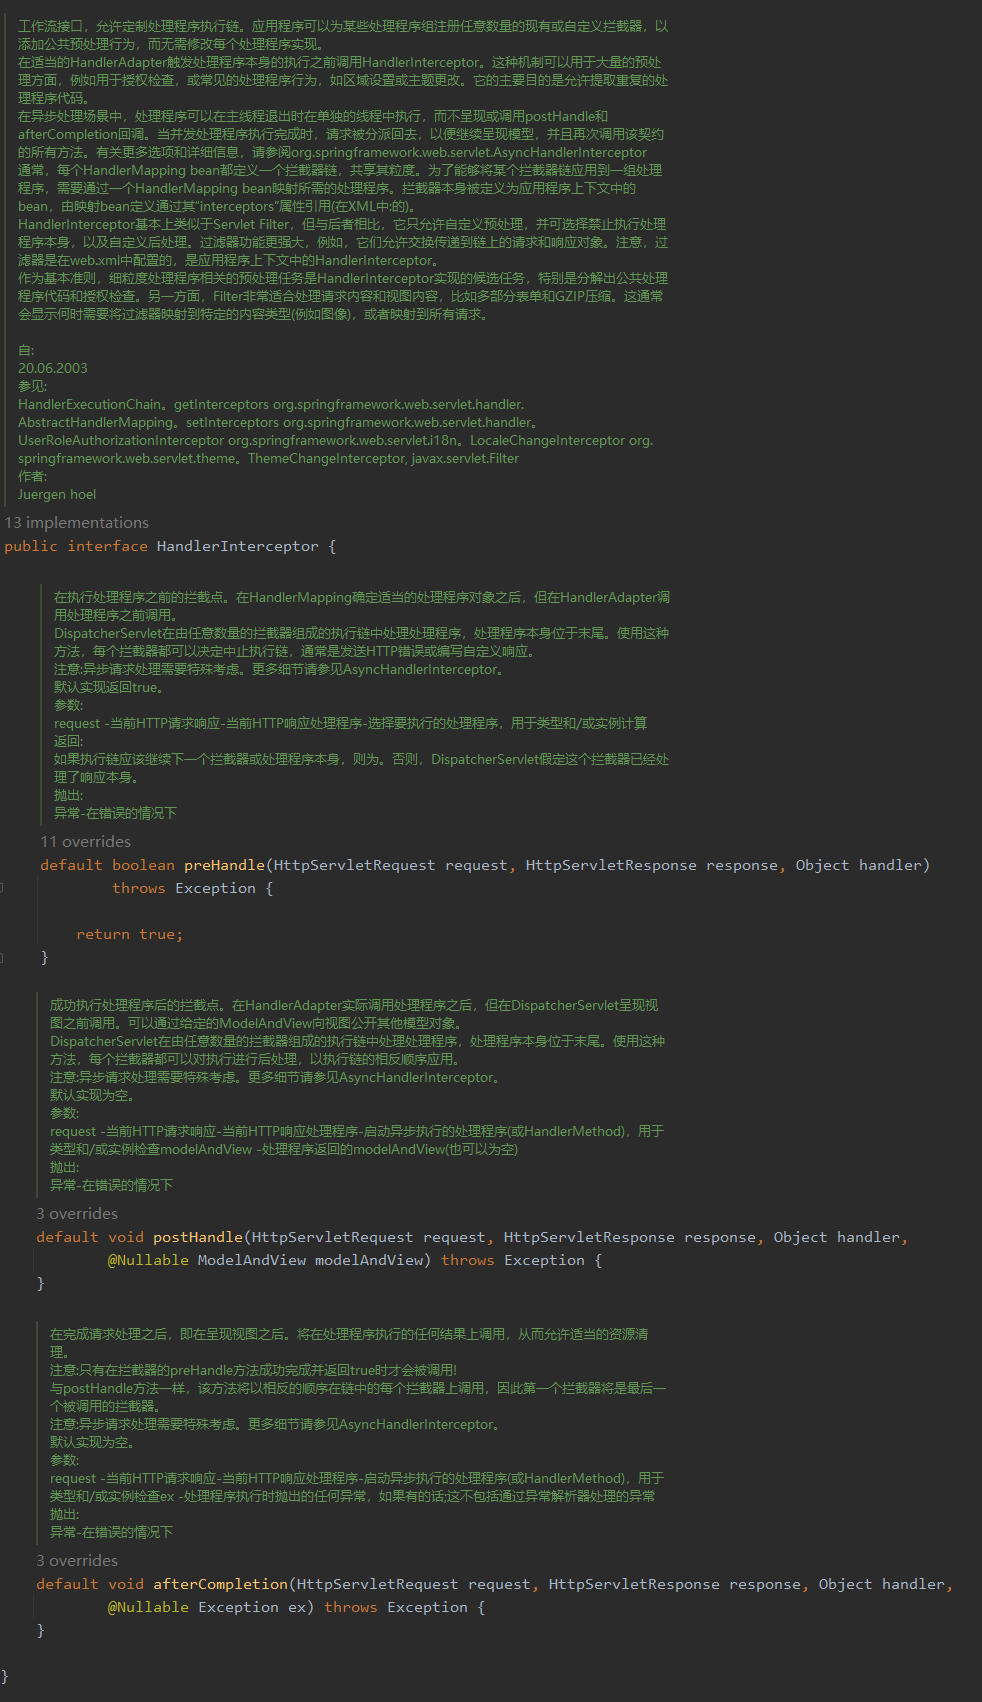 工作流接口，允许定制处理程序执行链。应用程序可以为某些处理程序组注册任意数量的现有或自定义拦截器，以
添加公共预处理行为，而无需修改每个处理程序实现。
在适当的HandlerAdapter触发处理程序本身的执行之前调用HandlerInterceptor。这种机制可以用于大量的预处
理方面，例如用于授权检查，或常见的处理程序行为，如区域设置或主题更改。它的主要目的是允许提取重复的处
理程序代码。
在异步处理场景中，处理程序可以在主线程退出时在单独的线程中执行，而不呈现或调用postHandle和
afterCompletion回调。当并发处理程序执行完成时，请求被分派回去，以便继续呈现模型，并且再次调用该契约
的所有方法。有关更多选项和详细信息，请参阅org.springframework.web.servlet.AsyncHandlerInterceptor
通常，每个HandlerMapping bean都定义一个拦截器链，共享其粒度。为了能够将某个拦截器链应用到一组处理
程序，需要通过一个HandlerMapping bean映射所需的处理程序。拦截器本身被定义为应用程序上下文中的
bean，由映射bean定义通过其“interceptors”属性引用(在XML中:的)。
HandlerInterceptor基本上类似于Servlet Filter，但与后者相比，它只允许自定义预处理，并可选择禁止执行处理
程序本身，以及自定义后处理。过滤器功能更强大，例如，它们允许交换传递到链上的请求和响应对象。注意，过
滤器是在web.xml中配置的，是应用程序上下文中的HandlerInterceptor。
作为基本准则，细粒度处理程序相关的预处理任务是HandlerInterceptor实现的候选任务，特别是分解出公共处理
程序代码和授权检查。另一方面，Filter非常适合处理请求内容和视图内容，比如多部分表单和GZIP压缩。这通常
会显示何时需要将过滤器映射到特定的内容类型(例如图像)，或者映射到所有请求。
自:
20.06.2003
参见:
HandlerExecutionChain。getInterceptors org.springframework.web.servlet.handler.
AbstractHandlerMapping。setInterceptors org.springframework.web.servlet.handler。
UserRoleAuthorizationInterceptor org.springframework.web.servlet.i18n。LocaleChangeInterceptor org.
springframework.web.servlet.theme。ThemeChangeInterceptor, javax.servlet.Filter
作者:
Juergen hoel
13 implementations
public interface HandlerInterceptor {
在执行处理程序之前的拦截点。在HandlerMapping确定适当的处理程序对象之后，但在HandlerAdapter调
用处理程序之前调用。
DispatcherServlet在由任意数量的拦截器组成的执行链中处理处理程序，处理程序本身位于末尾。使用这种
方法，每个拦截器都可以决定中止执行链，通常是发送HTTP错误或编写自定义响应。
注意:异步请求处理需要特殊考虑。更多细节请参见AsyncHandlerInterceptor。
默认实现返回true。
参数:
request -当前HTTP请求响应-当前HTTP响应处理程序-选择要执行的处理程序，用于类型和/或实例计算
返回:
如果执行链应该继续下一个拦截器或处理程序本身，则为。否则，DispatcherServlet假定这个拦截器已经处
理了响应本身。
抛出:
异常-在错误的情况下
11 overrides
default boolean preHandle(HttpServletRequest request, HttpServletResponse response, Object handler)
throws Exception {
return true;
}
成功执行处理程序后的拦截点。在HandlerAdapter实际调用处理程序之后，但在DispatcherServlet呈现视
图之前调用。可以通过给定的ModelAndView向视图公开其他模型对象。
DispatcherServlet在由任意数量的拦截器组成的执行链中处理处理程序，处理程序本身位于末尾。使用这种
方法，每个拦截器都可以对执行进行后处理，以执行链的相反顺序应用。
注意:异步请求处理需要特殊考虑。更多细节请参见AsyncHandlerInterceptor。
默认实现为空。
参数:
request -当前HTTP请求响应-当前HTTP响应处理程序-启动异步执行的处理程序(或HandlerMethod)，用于
类型和/或实例检查modelAndView -处理程序返回的modelAndView(也可以为空)
抛出:
异常-在错误的情况下
3 overrides
default void postHandle(HttpServletRequest request, HttpServletResponse response, Object handler,
@Nullable ModelAndView modelAndView) throws Exception {
}
在完成请求处理之后，即在呈现视图之后。将在处理程序执行的任何结果上调用，从而允许适当的资源清
理。
注意:只有在拦截器的preHandle方法成功完成并返回true时才会被调用!
与postHandle方法一样，该方法将以相反的顺序在链中的每个拦截器上调用，因此第一个拦截器将是最后一
个被调用的拦截器。
注意:异步请求处理需要特殊考虑。更多细节请参见AsyncHandlerInterceptor。
默认实现为空。
参数:
request -当前HTTP请求响应-当前HTTP响应处理程序-启动异步执行的处理程序(或HandlerMethod)，用于
类型和/或实例检查ex -处理程序执行时抛出的任何异常，如果有的话;这不包括通过异常解析器处理的异常
抛出:
异常-在错误的情况下
3 overrides
default void afterCompletion(HttpServletRequest request, HttpServletResponse response, Object handler,
@Nullable Exception ex) throws Exception {
}
}